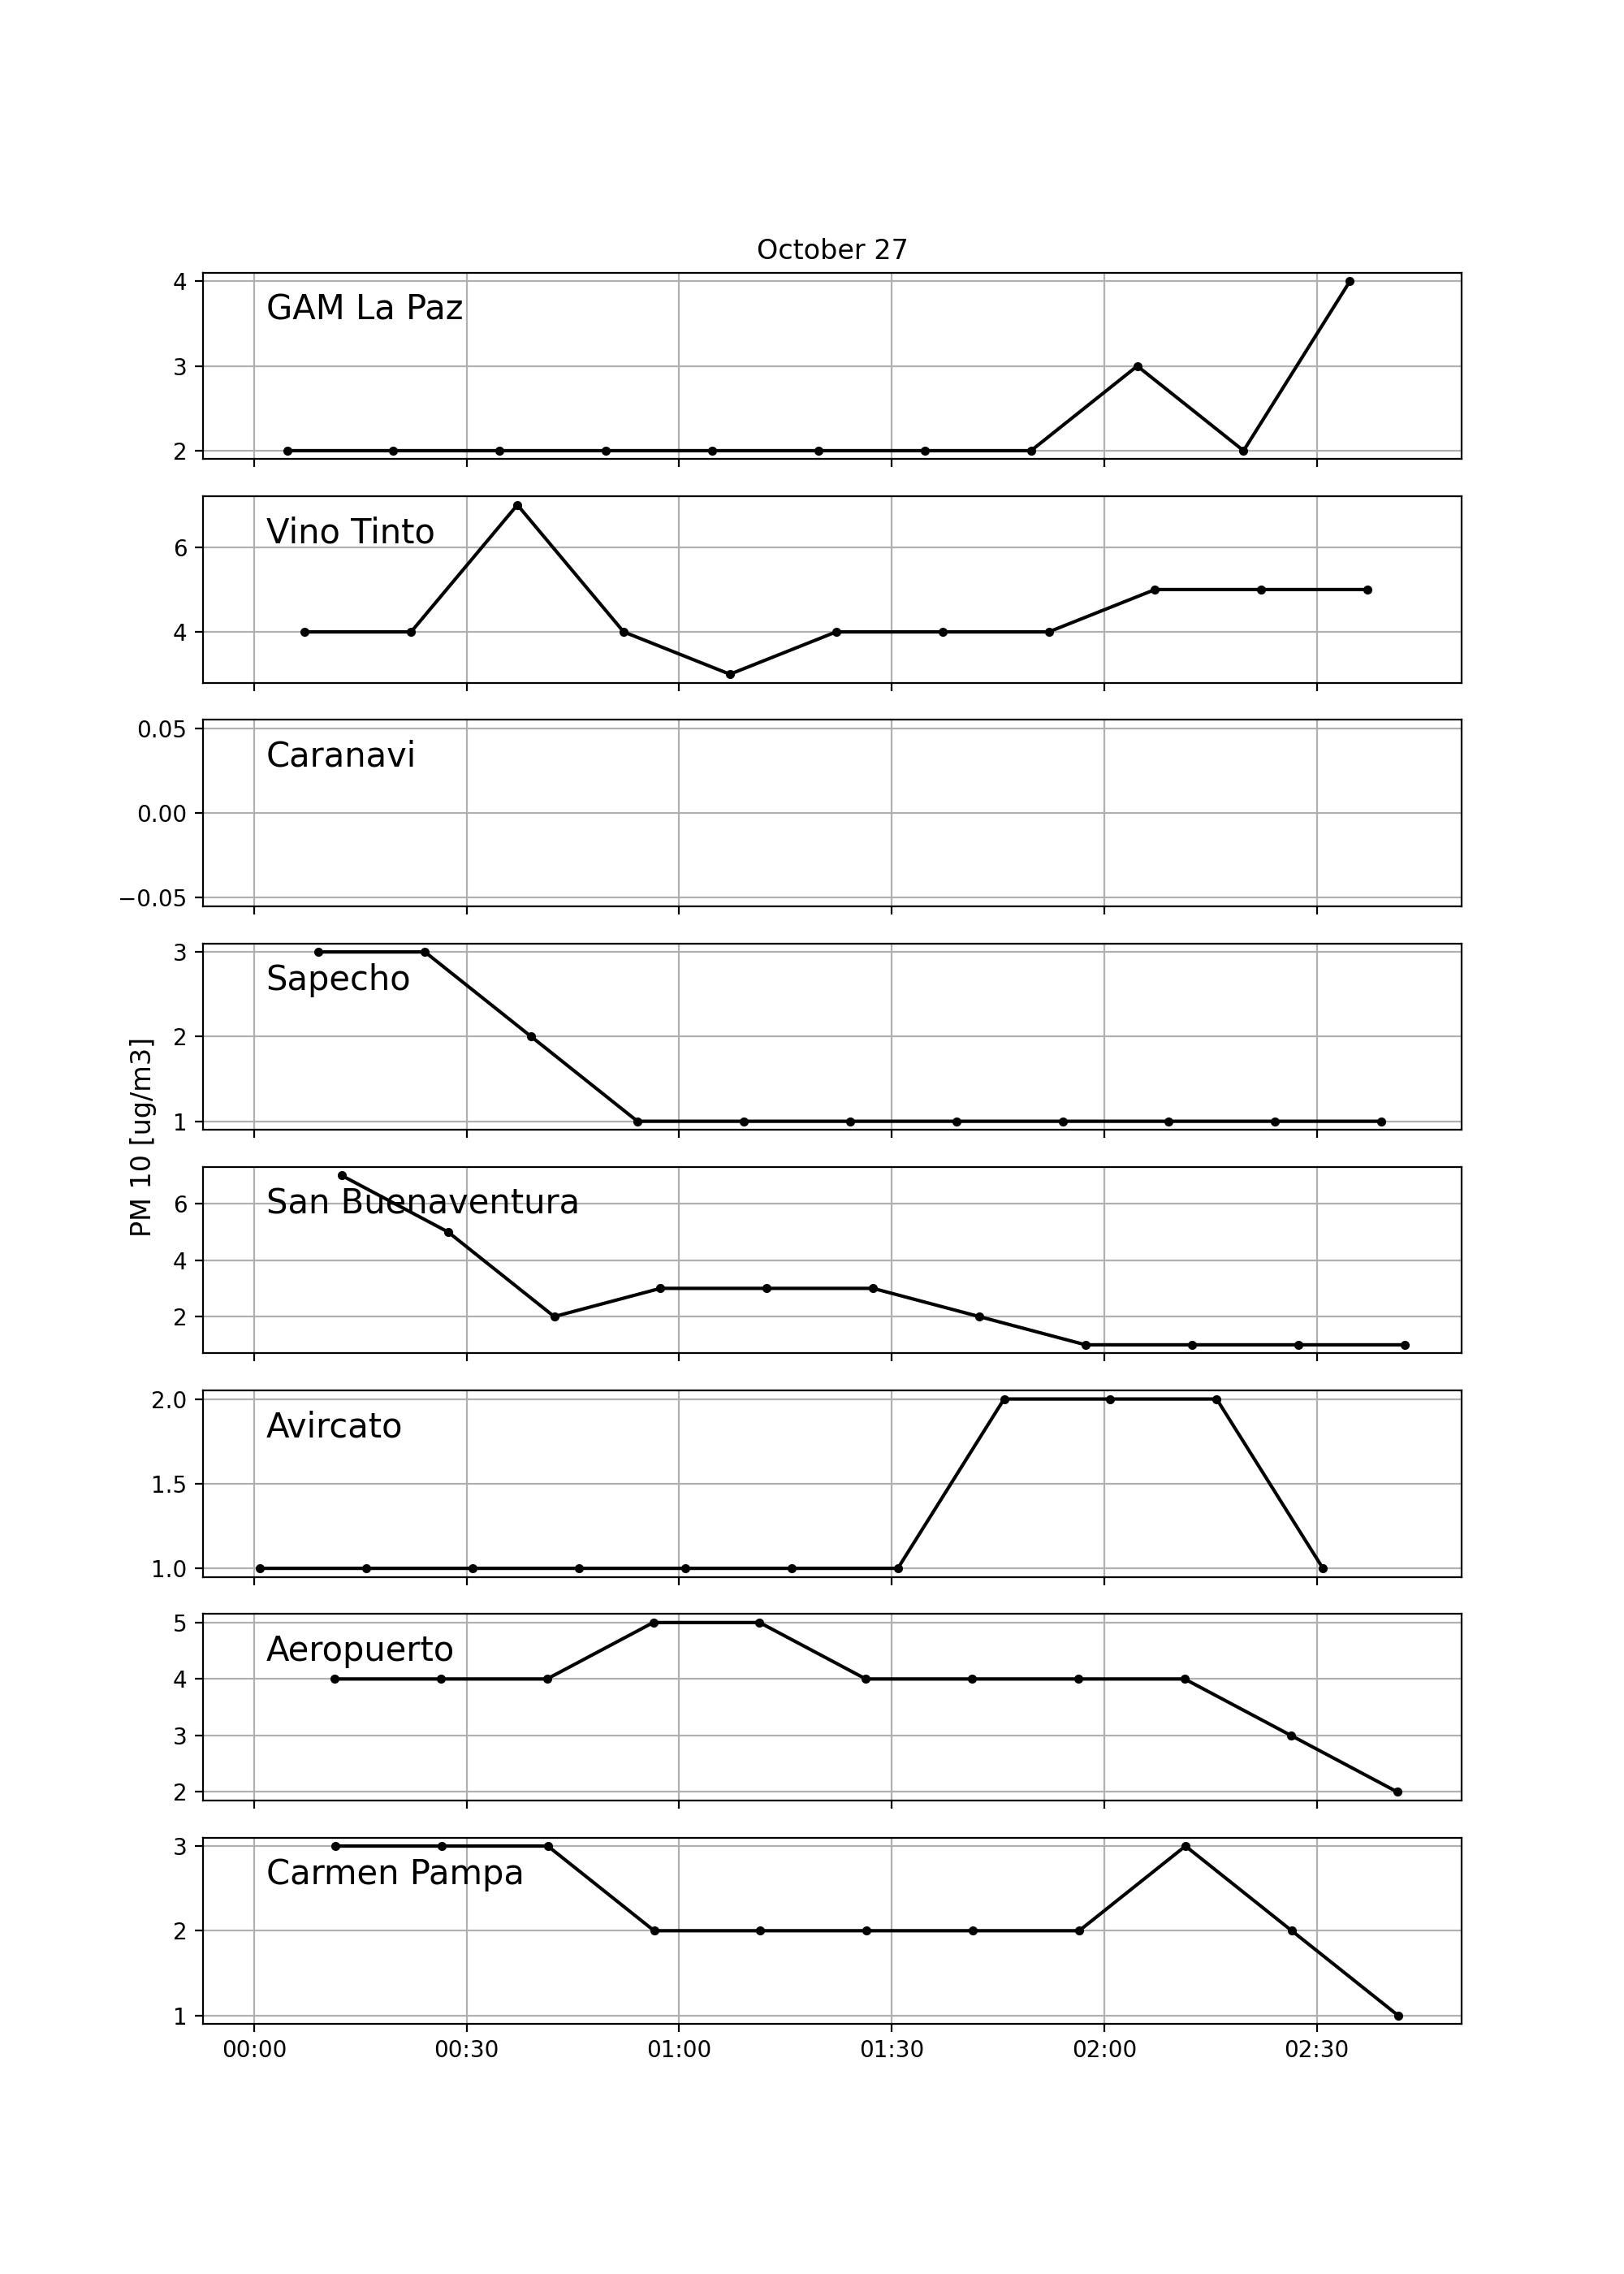 October 27
4
GAM La Paz
3
2
Vino Tinto
6
4
0.05
Caranavi
0.00
−0.05
3
Sapecho
2
1
PM 10 [ug/m3]
San Buenaventura
6
4
2
2.0
Avircato
1.5
1.0
5
Aeropuerto
4
3
2
3
Carmen Pampa
2
1
00:00 00:30 01:00 01:30 02:00 02:30